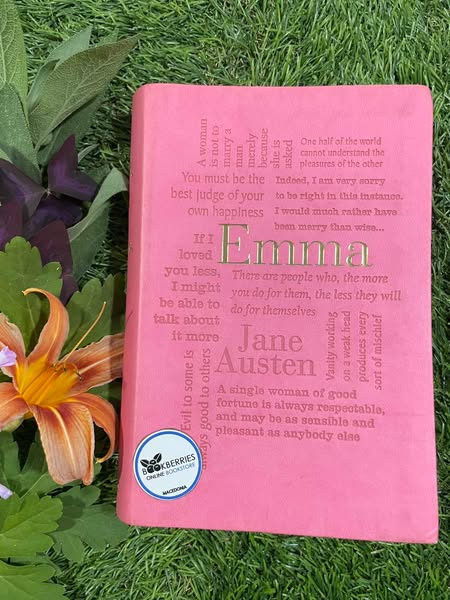 A woman
is not to
marry a
man
merely
because
she is
asked
One half of the world
cannot understand the
pleasures of the other
You must be the
best judge of your
own happiness
Indeed, I am very sorry
to be right in this instance.
I would much rather have
been merry than wise...
If I
loved
you less,
I might
be able to
talk about
it more
Emma
There are people who, the more
you do for them, the less they will
do for themselves
Jane
Austen
Vanity working
on a weak head
produces every
sort of mischief
Evil to some is
always good to others
A single woman of good
fortune is always respectable,
and may be as sensible and
pleasant as anybody else
BOOKBERRIES
ONLINE BOOKSTORE
MACEDONIA